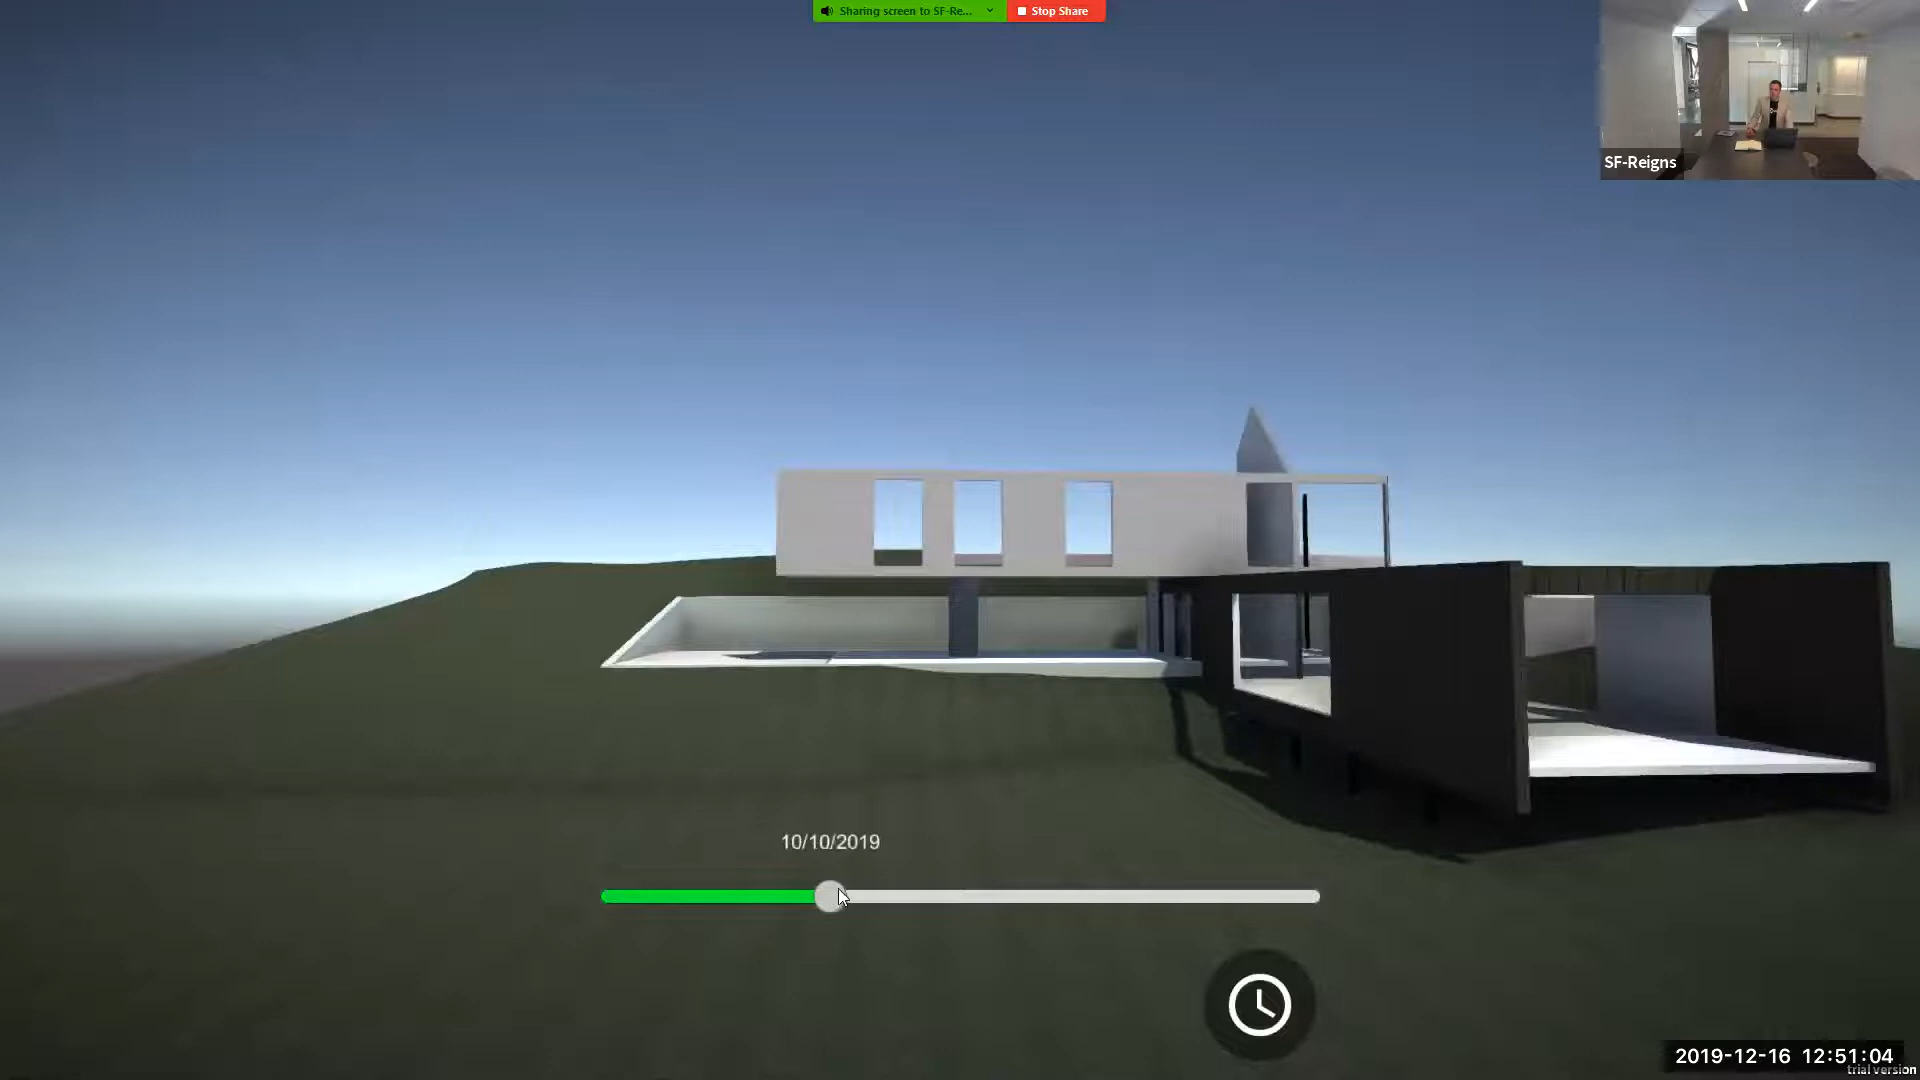 Sharing screen to SF-Re...
Stop Share
SF-Reigns
10/10/2019
2019-12-16 12:51:04
trial version